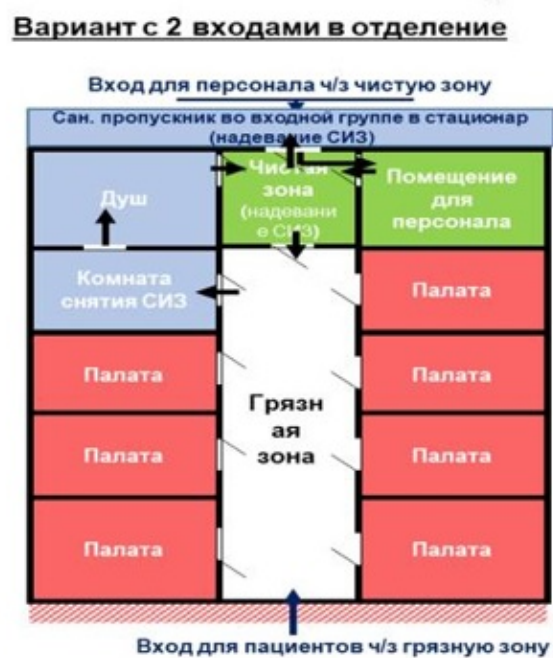 Вариант с 2 входами в отделение
Вход для персонала ч/з чистую зону
Сан. пропускник во входной группе в стационар
(надевание СИЗ)
Душ
Чистая
зона
(надевани
е СИЗ)
Помещение
для
персонала
Комната
снятия СИЗ
Палата
Палата
Палата
Грязн
ая
зона
Палата
Палата
Палата
Палата
Вход для пациентов ч/з грязную зону